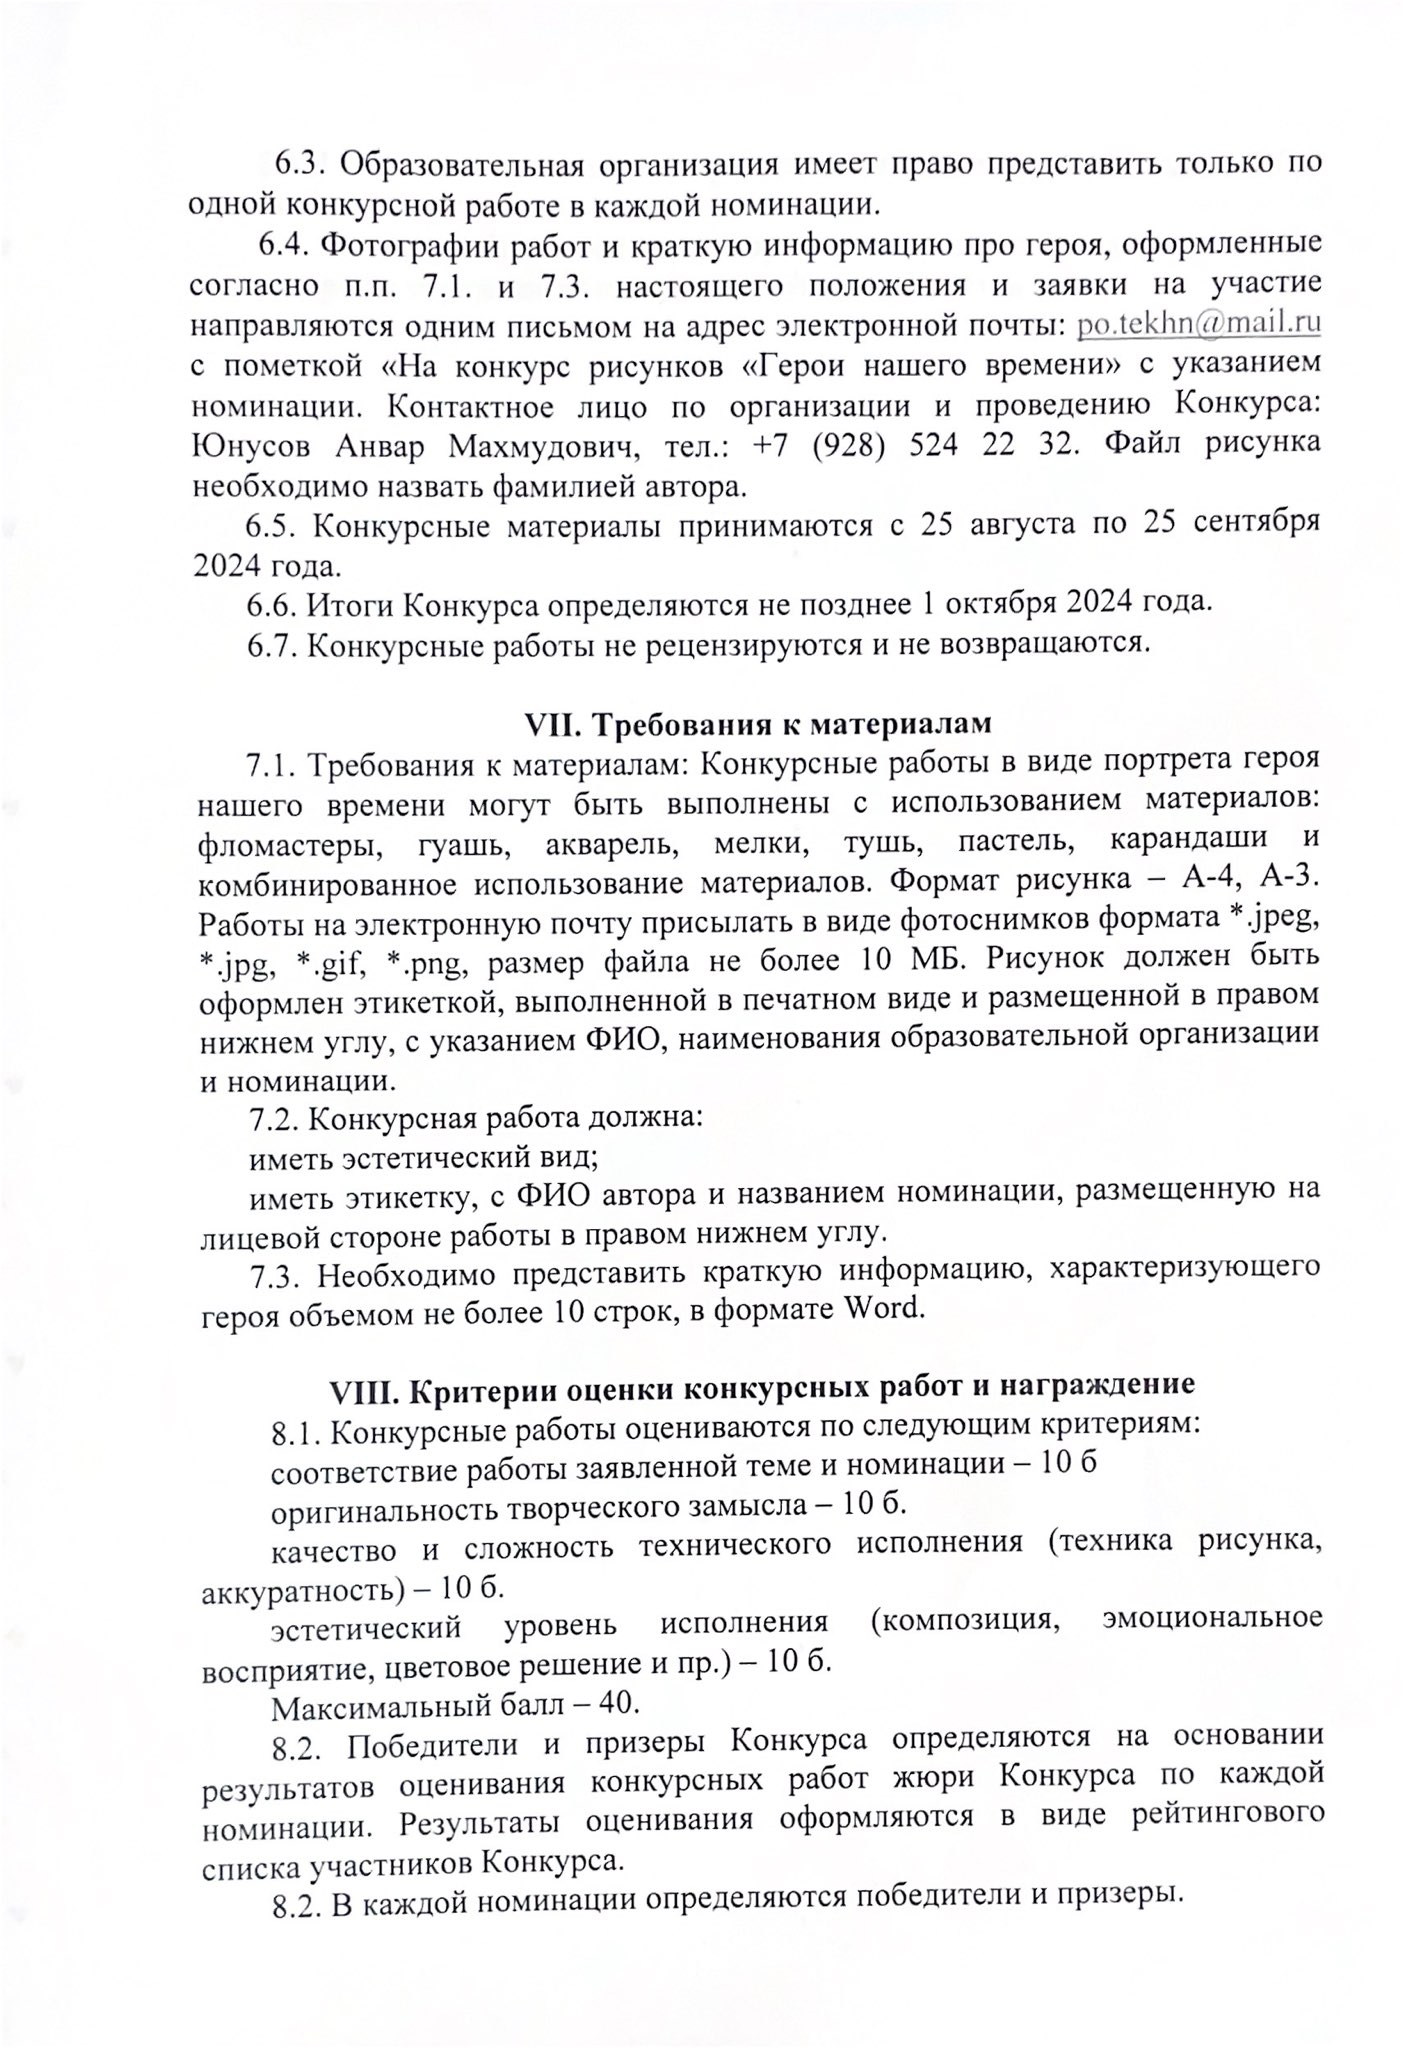 6.3. Образовательная организация имеет право представить только по
одной конкурсной работе в каждой номинации.
6.4. Фотографии работ и краткую информацию про героя, оформленные
согласно п.п. 7.1. и 7.3. настоящего положения и заявки на участие
направляются одним письмом на адрес электронной почты: po.tekhn@mail.ru
с пометкой «На конкурс рисунков «Герои нашего времени» с указанием
номинации. Контактное лицо по организации и проведению Конкурса:
Юнусов Анвар Махмудович, тел.: +7 (928) 524 22 32. Файл рисунка
необходимо назвать фамилией автора.
6.5. Конкурсные материалы принимаются с 25 августа по 25 сентября
2024 года.
6.6. Итоги Конкурса определяются не позднее 1 октября 2024 года.
6.7. Конкурсные работы не рецензируются и не возвращаются.
VII. Требования к материалам
7.1. Требования к материалам: Конкурсные работы в виде портрета героя
нашего времени могут быть выполнены с использованием материалов:
фломастеры, гуашь, акварель, мелки, тушь, пастель, карандаши и
комбинированное использование материалов. Формат рисунка – А-4, А-3.
Работы на электронную почту присылать в виде фотоснимков формата *.jpeg,
*.jpg, *.gif, *.png, размер файла не более 10 МБ. Рисунок должен быть
оформлен этикеткой, выполненной в печатном виде и размещенной в правом
нижнем углу, с указанием ФИО, наименования образовательной организации
и номинации.
7.2. Конкурсная работа должна:
иметь эстетический вид;
иметь этикетку, с ФИО автора и названием номинации, размещенную на
лицевой стороне работы в правом нижнем углу.
7.3. Необходимо представить краткую информацию, характеризующего
героя объемом не более 10 строк, в формате Word.
VIII. Критерии оценки конкурсных работ и награждение
8.1. Конкурсные работы оцениваются по следующим критериям:
соответствие работы заявленной теме и номинации – 10 б
оригинальность творческого замысла – 10 б.
качество и сложность технического исполнения (техника рисунка,
аккуратность) – 10 б.
эстетический уровень исполнения (композиция, эмоциональное
восприятие, цветовое решение и пр.) – 10 б.
Максимальный балл – 40.
8.2. Победители и призеры Конкурса определяются на основании
результатов оценивания конкурсных работ жюри Конкурса по каждой
номинации. Результаты оценивания оформляются в виде рейтингового
списка участников Конкурса.
8.2. В каждой номинации определяются победители и призеры.